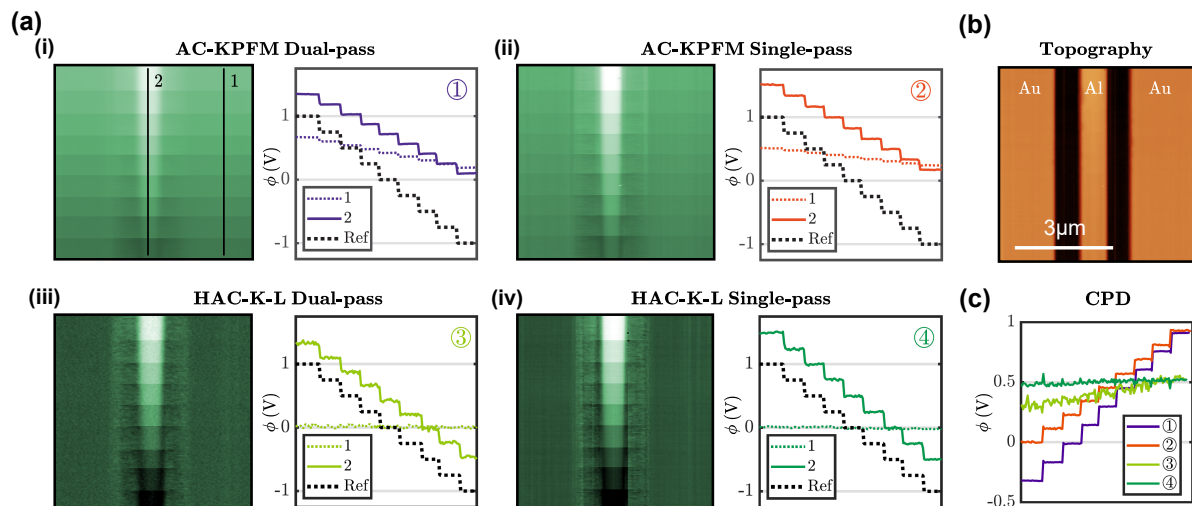 (a)
(i)
AC-KPFM Dual-pass
2
1
①
ϕ (V)
1
0
-1
1
2
Ref
(ii)
AC-KPFM Single-pass
②
ϕ (V)
1
0
-1
1
2
Ref
(b)
Topography
Au
Al
Au
3μm
(iii)
HAC-K-L Dual-pass
③
ϕ (V)
1
0
-1
1
2
Ref
(iv)
HAC-K-L Single-pass
④
ϕ (V)
1
0
-1
1
2
Ref
(c)
CPD
ϕ (V)
1
0.5
0
-0.5
①
②
③
④